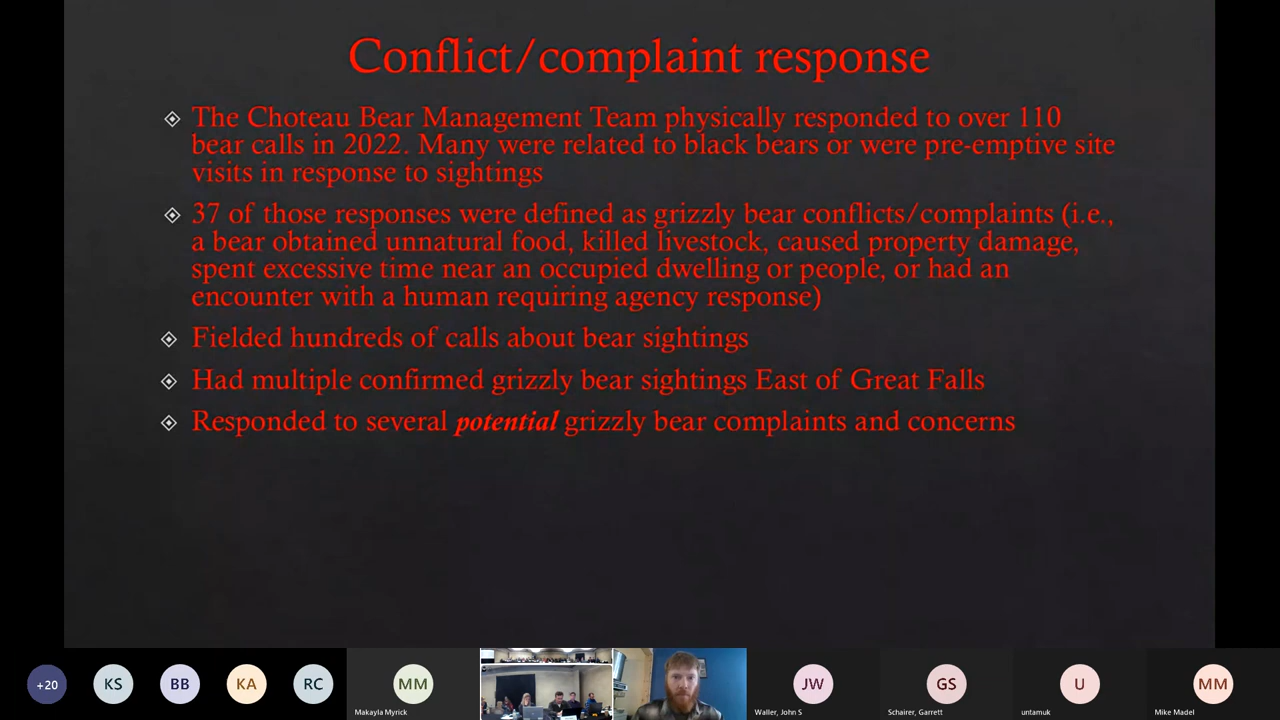 Conflict/complaint response
The Choteau Bear Management Team physically responded to over 110
bear calls in 2022. Many were related to black bears or were pre-emptive site
visits in response to sightings
37 of those responses were defined as grizzly bear conflicts/complaints (i.e.,
a bear obtained unnatural food, killed livestock, caused property damage,
spent excessive time near an occupied dwelling or people, or had an
encounter with a human requiring agency response)
Fielded hundreds of calls about bear sightings
Had multiple confirmed grizzly bear sightings East of Great Falls
Responded to several potential grizzly bear complaints and concerns
+20 KS BB KA RC MM JW GS U MM
Makayla Myrick Waller, John S Schairer, Garrett untamuk Mike Madel